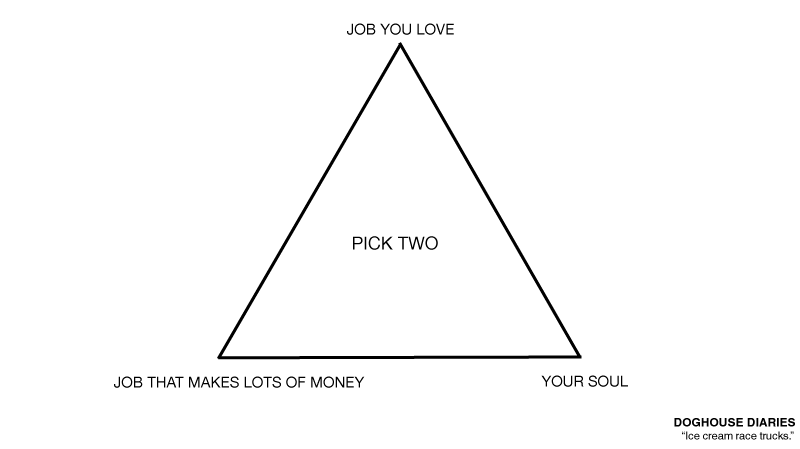 JOB YOU LOVE
PICK TWO
JOB THAT MAKES LOTS OF MONEY
YOUR SOUL
DOGHOUSE DIARIES
"Ice cream race trucks."